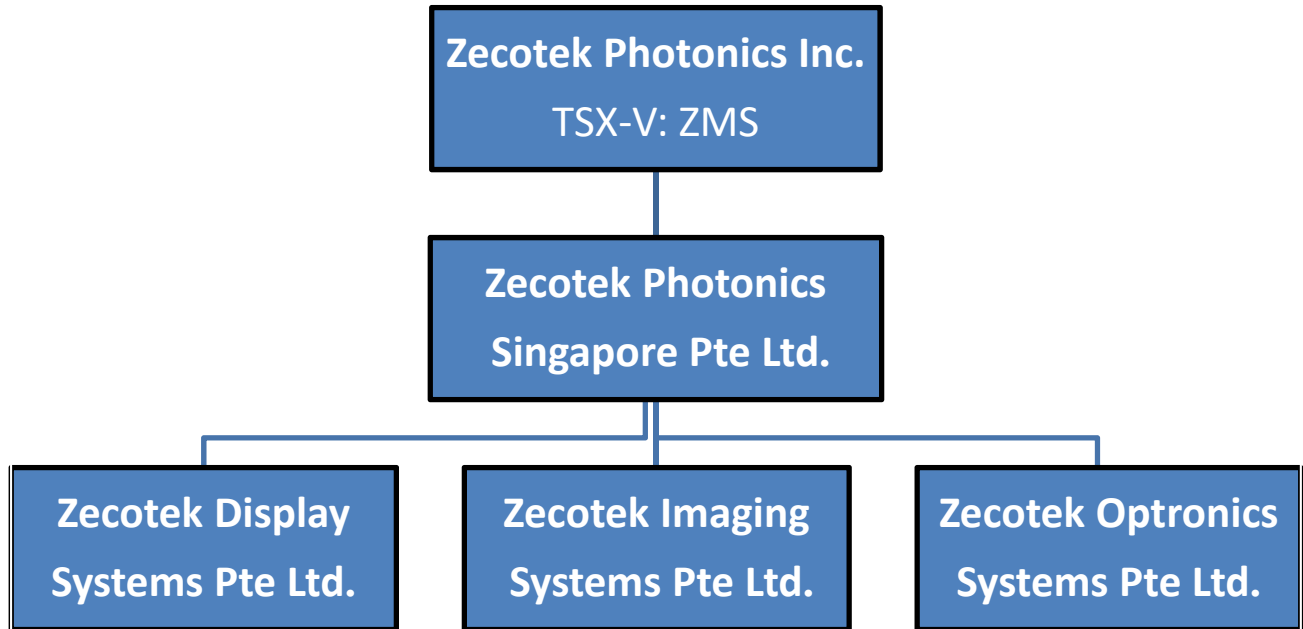 Zecotek Photonics Inc.
TSX-V: ZMS
Zecotek Photonics
Singapore Pte Ltd.
Zecotek Display
Systems Pte Ltd.
Zecotek Imaging
Systems Pte Ltd.
Zecotek Optronics
Systems Pte Ltd.